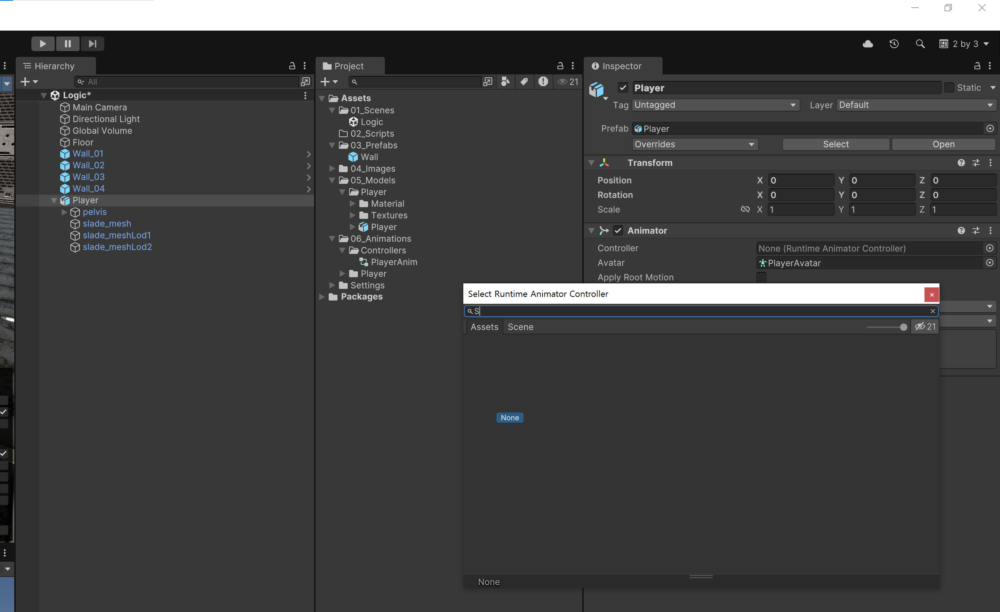 2 by 3
Hierarchy
Project
Inspector
All
21
Player
Static
Logic*
Main Camera
Directional Light
Global Volume
Floor
Wall_01
Wall_02
Wall_03
Wall_04
Player
pelvis
slade_mesh
slade_meshLod1
slade_meshLod2
Assets
01_Scenes
Logic
02_Scripts
03_Prefabs
Wall
04_Images
05_Models
Player
Material
Textures
Player
06_Animations
Controllers
PlayerAnim
Player
Settings
Packages
Tag Untagged Layer Default
Prefab Player
Overrides Select Open
Transform
Position X 0 Y 0 Z 0
Rotation X 0 Y 0 Z 0
Scale X 1 Y 1 Z 1
Animator
Controller None (Runtime Animator Controller)
Avatar PlayerAvatar
Apply Root Motion
Select Runtime Animator Controller
S
Assets Scene 21
None
None